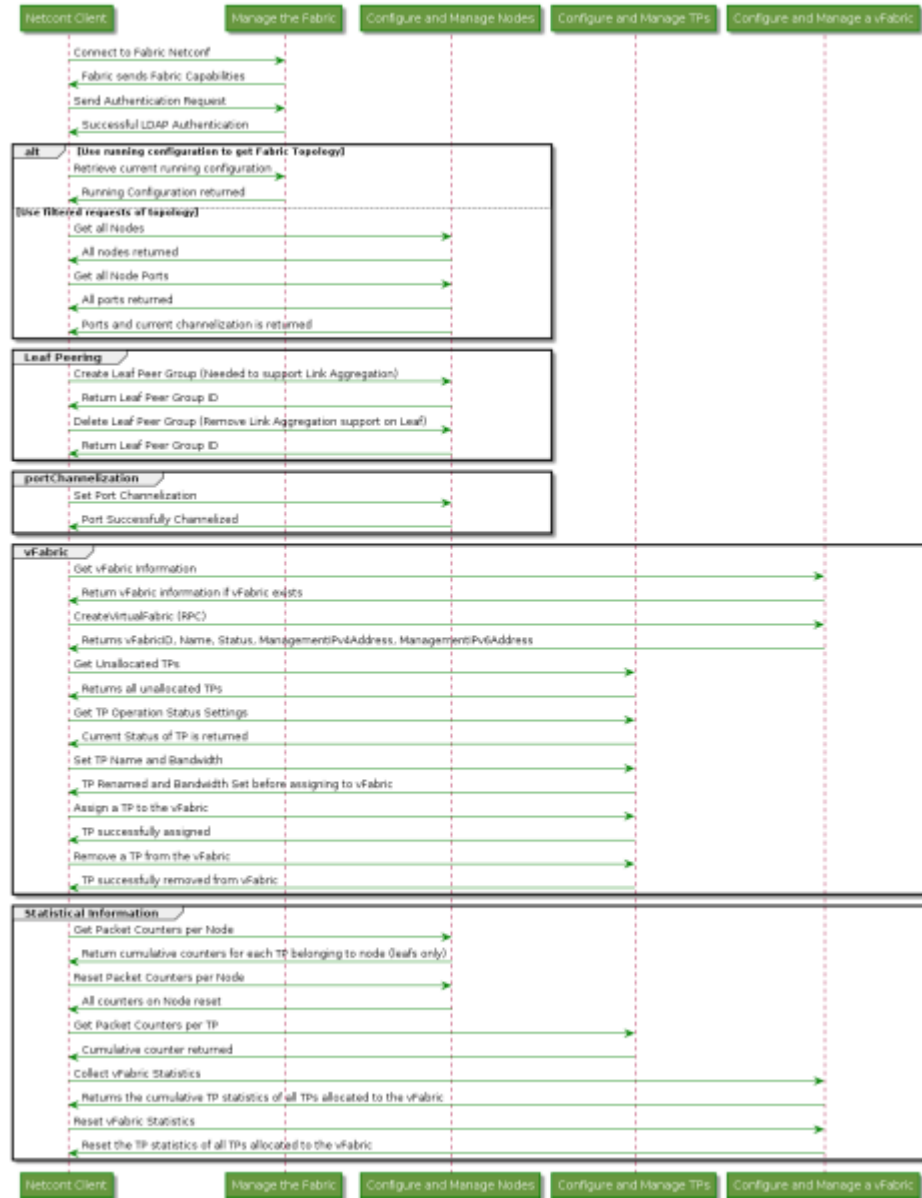 Netcont Client
Manage the Fabric
Configure and Manage Nodes
Configure and Manage TPs
Configure and Manage a vFabric
Connect to Fabric Netconf
Fabric sends Fabric Capabilities
Send Authentication Request
Successful LDAP Authentication
alt [Use running configuration to get Fabric Topology]
Retrieve current running configuration
Running Configuration returned
[Use filtered requests of topology]
Get all Nodes
All nodes returned
Get all Node Ports
All ports returned
Ports and current channelization is returned
Leaf Peering
Create Leaf Peer Group (Needed to support Link Aggregation)
Return Leaf Peer Group ID
Delete Leaf Peer Group (Remove Link Aggregation support on Leaf)
Return Leaf Peer Group ID
portChannelization
Set Port Channelization
Port Successfully Channelized
vFabric
Get vFabric Information
Return vFabric information if vFabric exists
CreateVirtualFabric (RPC)
Returns vFabricID, Name, Status, ManagementIPv4Address, ManagementIPv6Address
Get Unallocated TPs
Returns all unallocated TPs
Get TP Operation Status Settings
Current Status of TP is returned
Set TP Name and Bandwidth
TP Renamed and Bandwidth Set before assigning to vFabric
Assign a TP to the vFabric
TP successfully assigned
Remove a TP from the vFabric
TP successfully removed from vFabric
Statistical Information
Get Packet Counters per Node
Return cumulative counters for each TP belonging to node (leafs only)
Reset Packet Counters per Node
All counters on Node reset
Get Packet Counters per TP
Cumulative counter returned
Collect vFabric Statistics
Returns the cumulative TP statistics of all TPs allocated to the vFabric
Reset vFabric Statistics
Reset the TP statistics of all TPs allocated to the vFabric
Netcont Client
Manage the Fabric
Configure and Manage Nodes
Configure and Manage TPs
Configure and Manage a vFabric